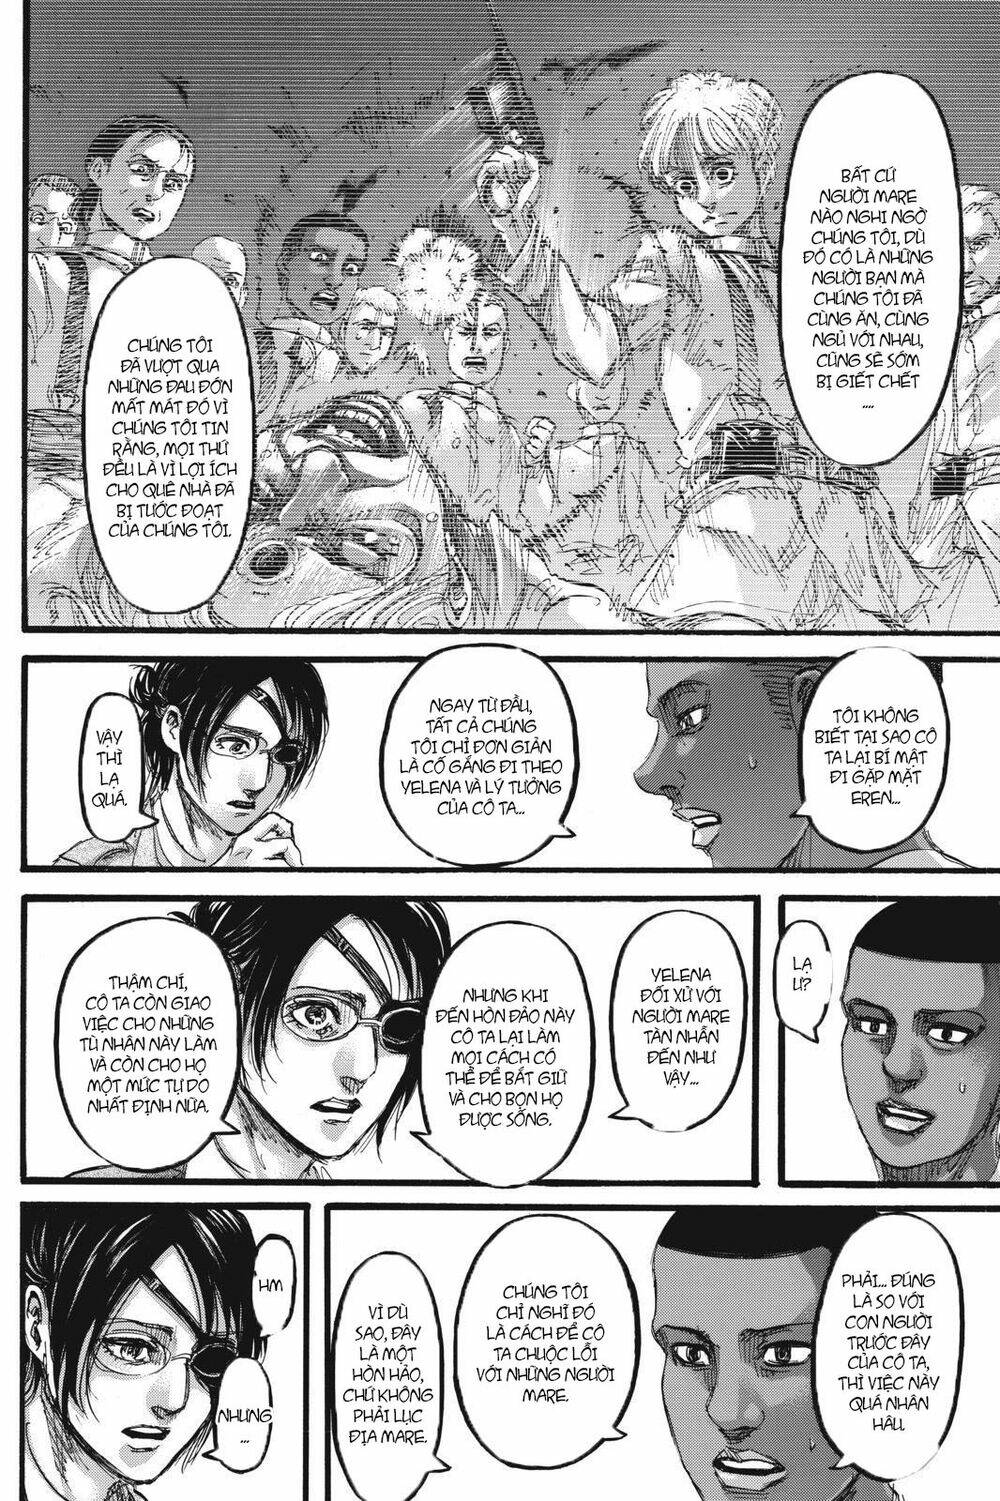 BẤT CỨ
NGƯỜI MARE
NÀO NGHI NGỜ
CHÚNG TÔI, DÙ
ĐÓ CÓ LÀ NHỮNG
NGƯỜI BẠN MÀ
CHÚNG TÔI ĐÃ
CÙNG ĂN, CÙNG
NGỦ VỚI NHAU,
CŨNG SẼ SỚM
BỊ GIẾT CHẾT
....
CHÚNG TÔI
ĐÃ VƯỢT QUA
NHỮNG ĐAU ĐỚN
MẤT MÁT ĐÓ VÌ
CHÚNG TÔI TIN
RẰNG, MỌI THỨ
ĐỀU LÀ VÌ LỢI ÍCH
CHO QUÊ NHÀ ĐÃ
BỊ TƯỚC ĐOẠT
CỦA CHÚNG TÔI.
TÔI KHÔNG
BIẾT TẠI SAO CÔ
TA LẠI BÍ MẬT
ĐI GẶP MẶT
EREN...
NGAY TỪ ĐẦU,
TẤT CẢ CHÚNG
TÔI CHỈ ĐƠN GIẢN
LÀ CỐ GẮNG ĐI THEO
YELENA VÀ LÝ TƯỞNG
CỦA CÔ TA...
VẬY
THÌ
LẠ
QUÁ.
LẠ
Ư?
YELENA
ĐỐI XỬ VỚI
NGƯỜI MARE
TÀN NHẪN
ĐẾN NHƯ
VẬY...
NHƯNG KHI
ĐẾN HÒN ĐẢO NÀY
CÔ TA LẠI LÀM
MỌI CÁCH CÓ
THỂ ĐỂ BẮT GIỮ
VÀ CHO BỌN HỌ
ĐƯỢC SỐNG.
THẬM CHÍ,
CÔ TA CÒN GIAO
VIỆC CHO NHỮNG
TÙ NHÂN NÀY LÀM
VÀ CÒN CHO HỌ
MỘT MỨC TỰ DO
NHẤT ĐỊNH NỮA.
PHẢI... ĐÚNG
LÀ SO VỚI
CON NGƯỜI
TRƯỚC ĐÂY
CỦA CÔ TA,
THÌ VIỆC NÀY
QUÁ NHÂN
HẬU.
CHÚNG TÔI
CHỈ NGHĨ ĐÓ
LÀ CÁCH ĐỂ CÔ
TA CHUỘC LỖI
VỚI NHỮNG NGƯỜI
MARE.
VÌ DÙ
SAO, ĐÂY
LÀ MỘT
HÒN ĐẢO,
CHỨ KHÔNG
PHẢI LỤC
ĐỊA MARE.
HM
NHƯNG
...